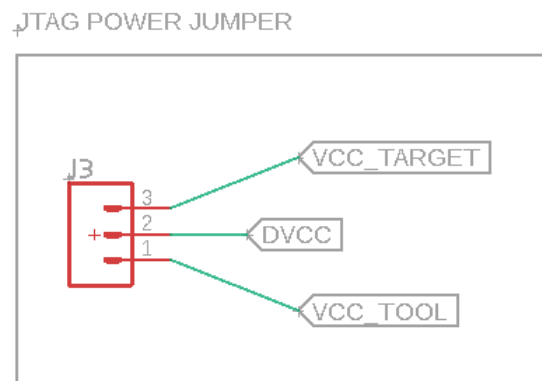 JTAG POWER JUMPER
J3
3
VCC_TARGET
2
DVCC
1
VCC_TOOL